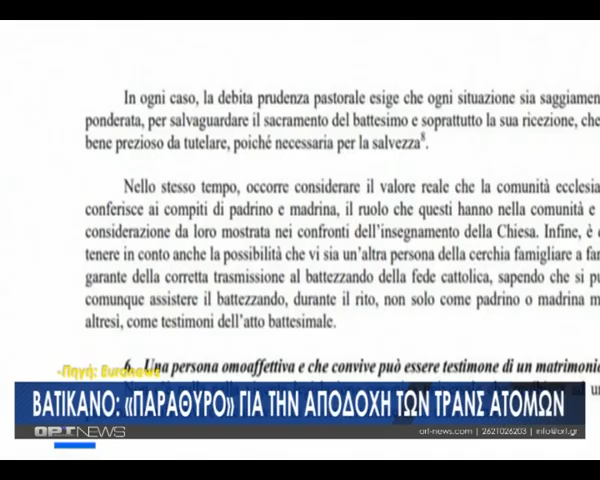 In ogni caso, la debita prudenza pastorale esige che ogni situazione sia saggiamen
ponderata, per salvaguardare il sacramento del battesimo e soprattutto la sua ricezione, che
bene prezioso da tutelare, poiché necessaria per la salvezza⁸.
Nello stesso tempo, occorre considerare il valore reale che la comunità ecclesia
conferisce ai compiti di padrino e madrina, il ruolo che questi hanno nella comunità e
considerazione da loro mostrata nei confronti dell'insegnamento della Chiesa. Infine, è
tenere in conto anche la possibilità che vi sia un'altra persona della cerchia famigliare a far
garante della corretta trasmissione al battezzando della fede cattolica, sapendo che si pu
comunque assistere il battezzando, durante il rito, non solo come padrino o madrina m
altresì, come testimoni dell'atto battesimale.
6. Una persona omoaffettiva e che convive può essere testimone di un matrimonio
-Πηγή: Euronews
ΒΑΤΙΚΑΝΟ: «ΠΑΡΑΘΥΡΟ» ΓΙΑ ΤΗΝ ΑΠΟΔΟΧΗ ΤΩΝ ΤΡΑΝΣ ΑΤΟΜΩΝ
ORT NEWS
ort-news.com | 2621026203 | info@ort.gr